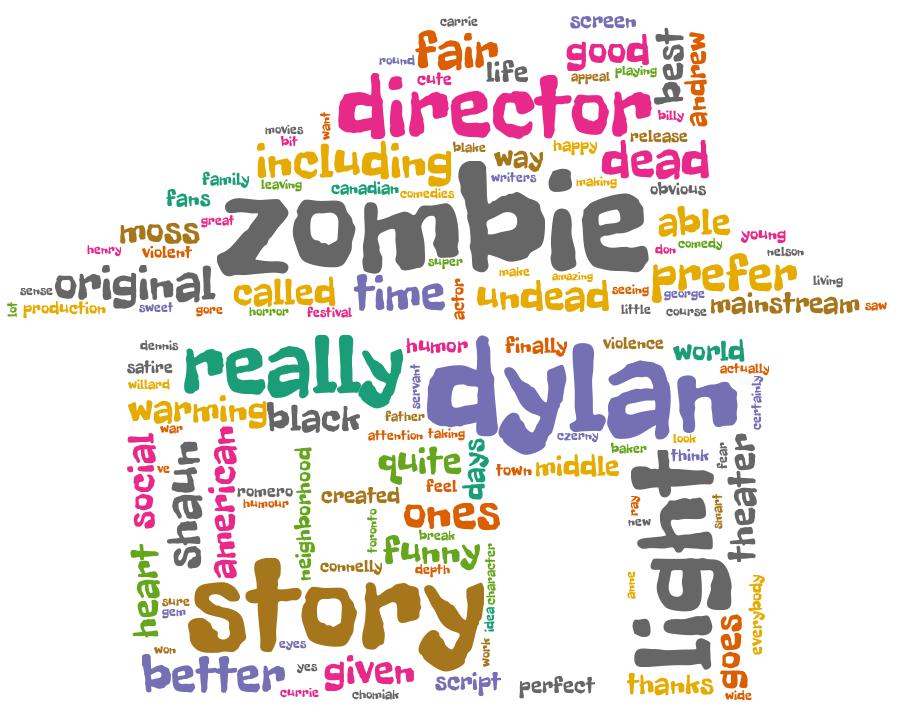 carrie
screen
fair
good
best
andrew
round
life
cute
appeal
playing
director
billy
movies
want
bit
release
including
blake
way
happy
dead
family
leaving
writers
making
canadian
comedies
obvious
fans
zombie
great
moss
able
young
henry
violent
don
comedy
nelson
super
make
amazing
seeing
prefer
living
sense
original
called
time
actor
undead
george
mainstream
saw
lot
production
sweet
gore
horror
festival
little
course
dennis
really
humor
finally
violence
world
satire
actually
willard
servant
dylan
certainly
warming
black
father
war
attention
taking
czerny
look
social
ve
shaun
american
quite
days
town
middle
baker
think
fear
theater
romero
humour
neighborhood
created
feel
light
ray
new
smart
toronto
ones
break
funny
heart
connelly
depth
character
story
anne
everybody
sure
gem
idea
goes
won
eyes
work
better
yes
given
script
perfect
thanks
currie
chomiak
wide